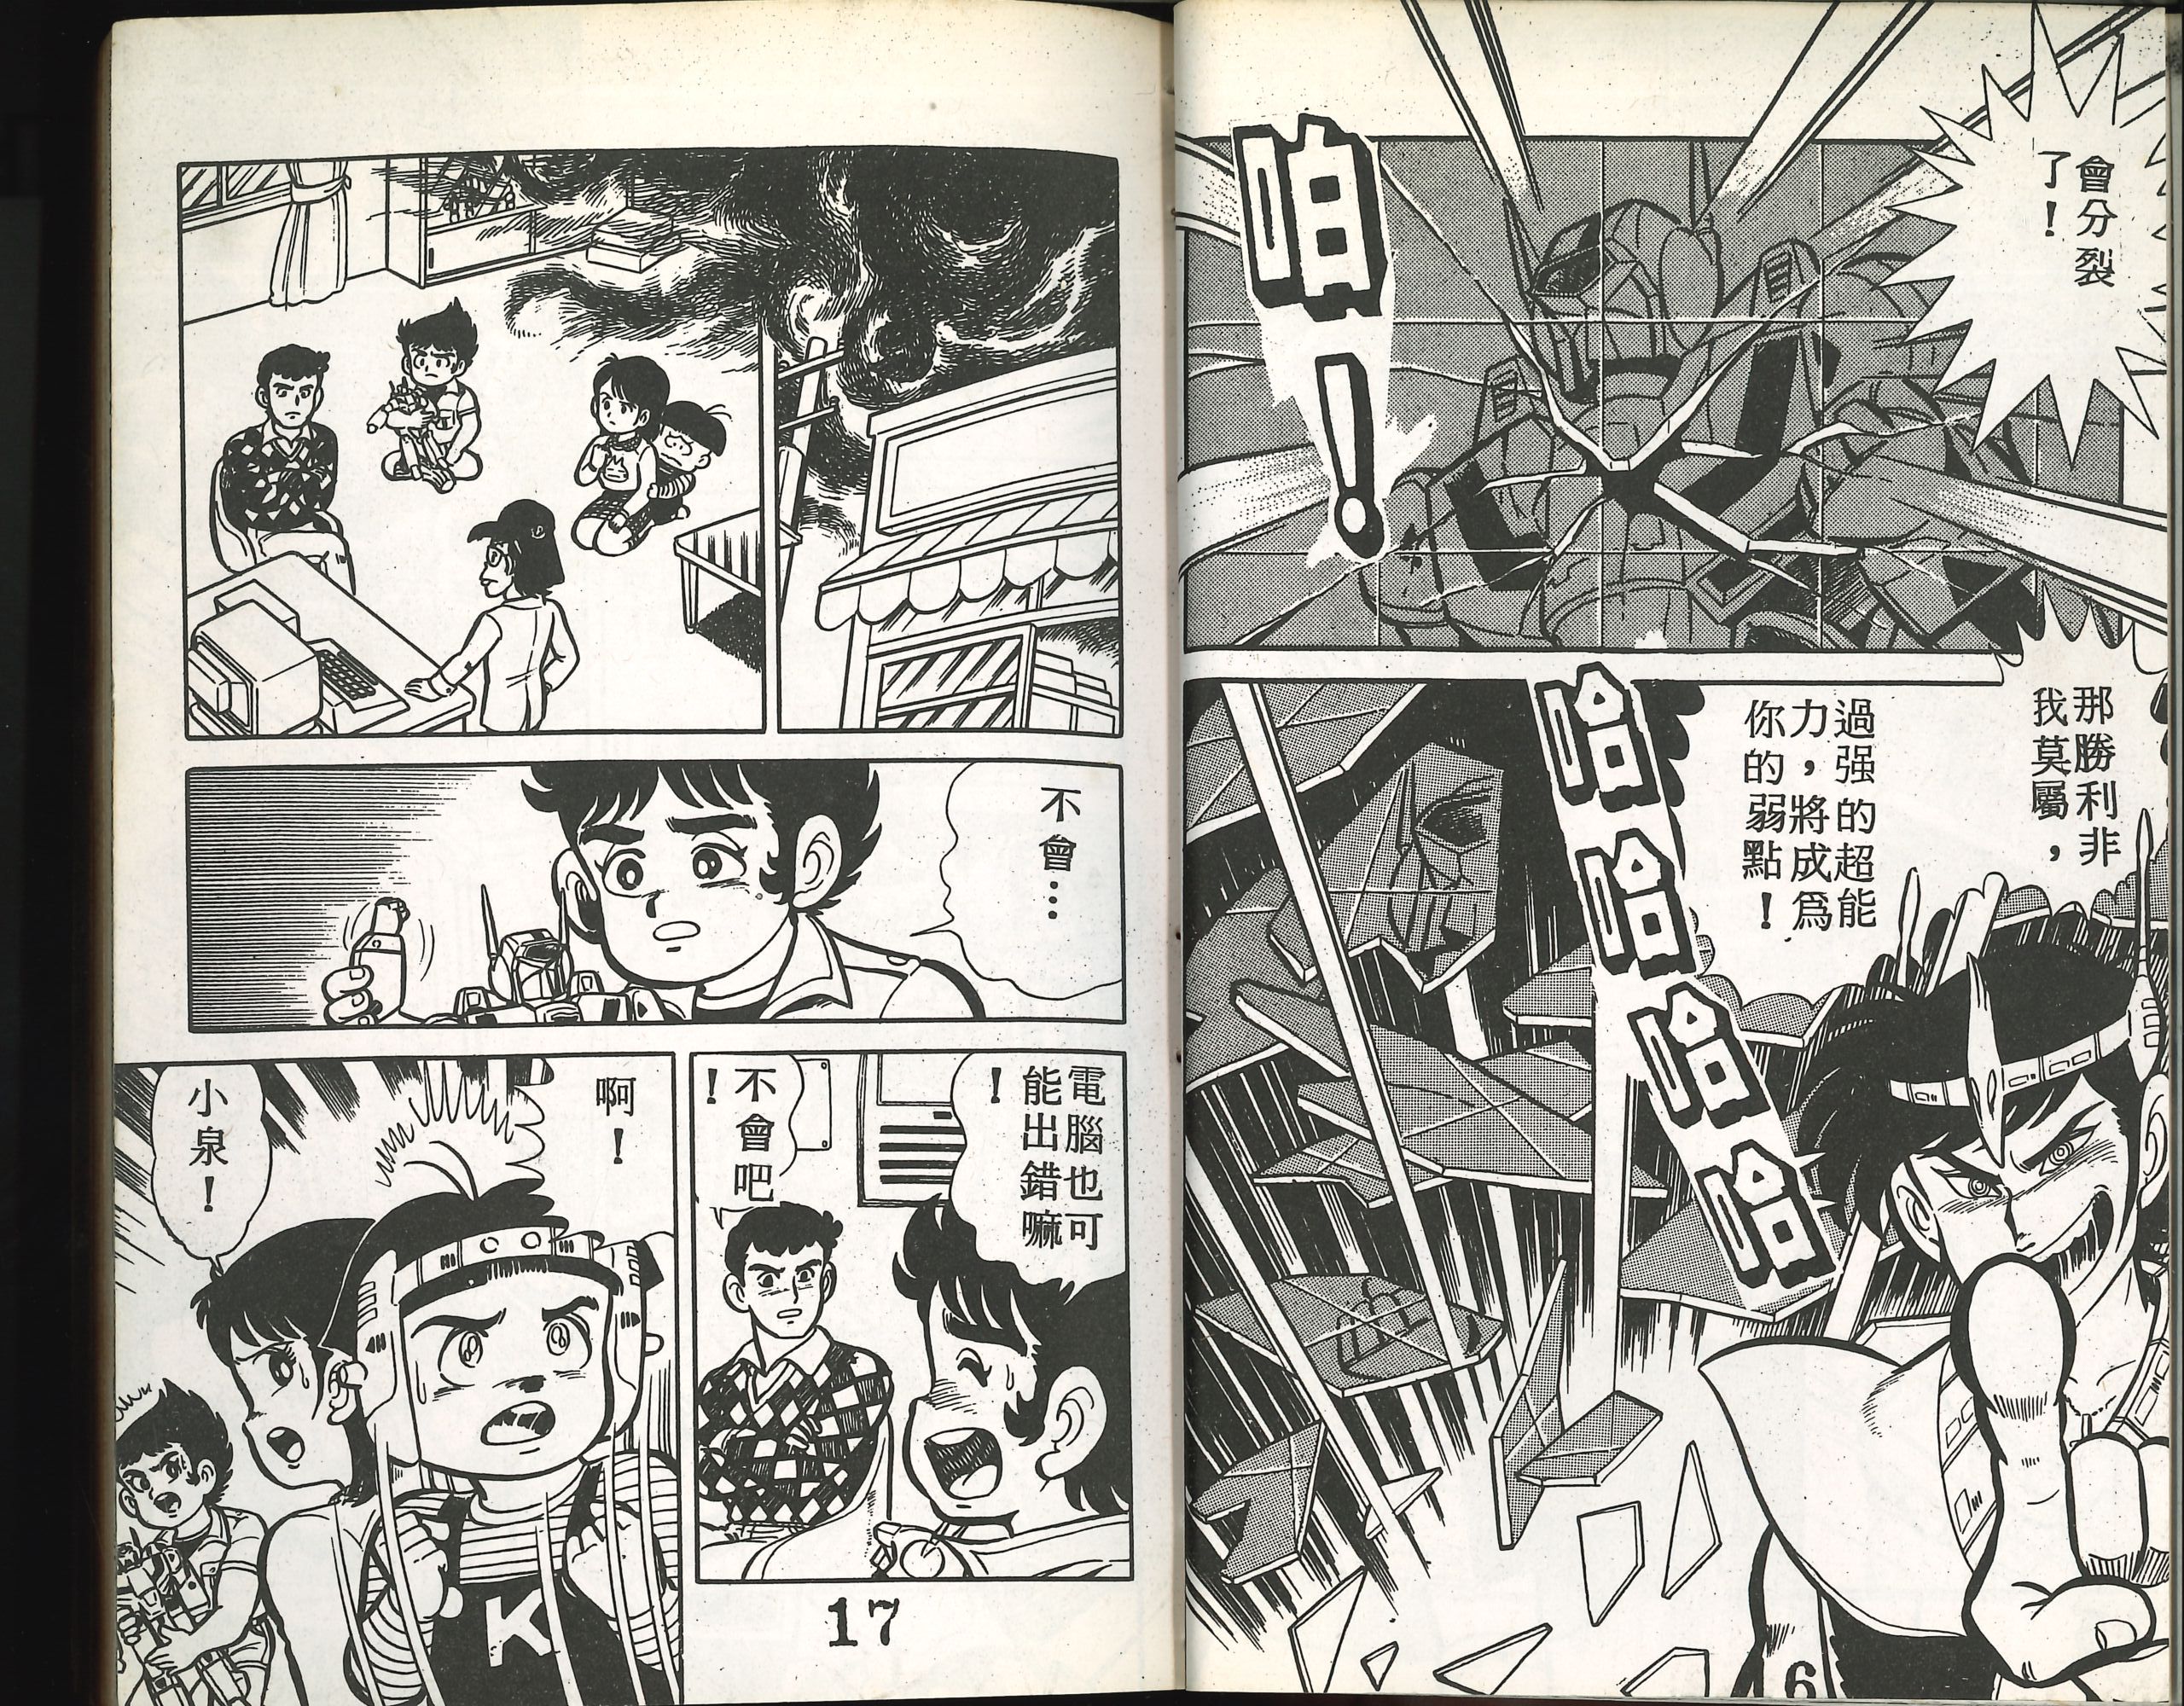 會分裂
了！
啪！
那勝利非
我莫屬，
過强的超能
力，將成爲
你的弱點！
哈哈哈哈
6
不會…
電腦也可
能出錯嘛
！
不會吧
！
啊！
小泉！
K
17